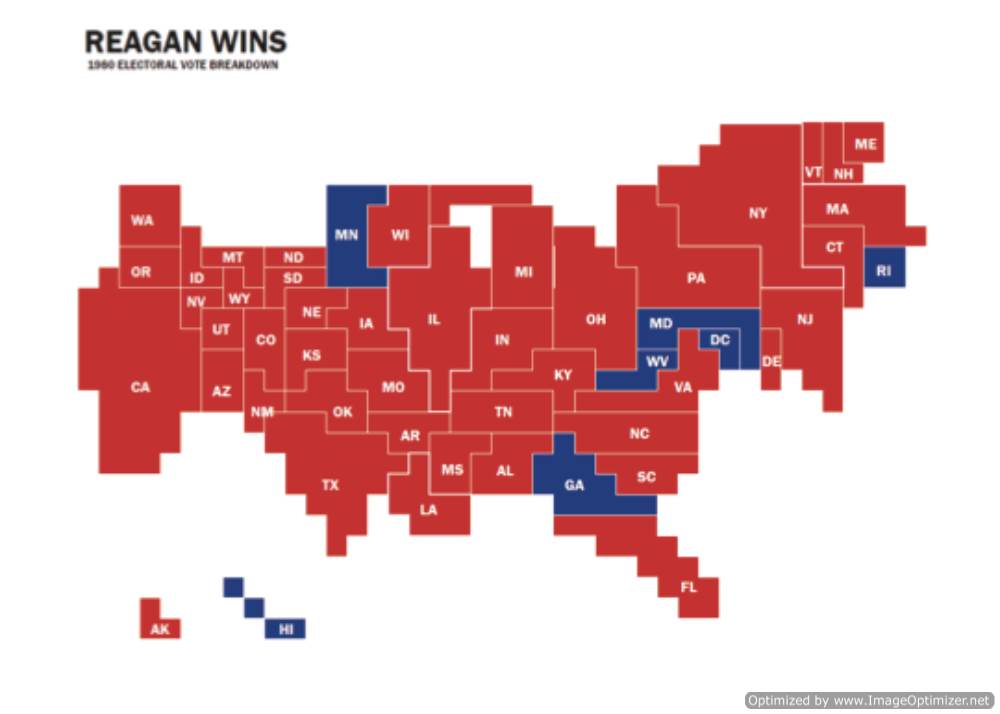 REAGAN WINS
1980 ELECTORAL VOTE BREAKDOWN
ME
VT
NH
WA
NY
MA
MN
WI
CT
MT
ND
OR
ID
SD
MI
PA
RI
NV
WY
NE
IA
IL
OH
NJ
MD
UT
CO
IN
DC
KS
WV
DE
CA
AZ
MO
KY
VA
NM
OK
TN
AR
NC
MS
AL
SC
TX
GA
LA
FL
AK
HI
Optimized by www.ImageOptimizer.net